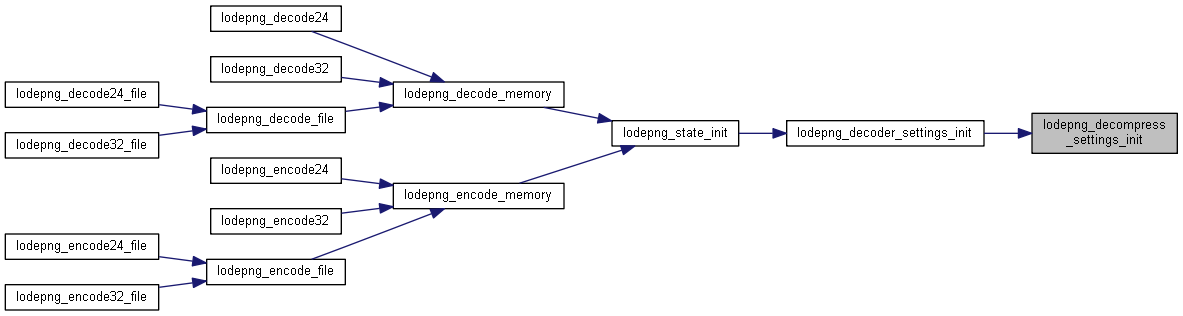 lodepng_decode24
lodepng_decode32
lodepng_decode_memory
lodepng_decode24_file
lodepng_decode_file
lodepng_decode32_file
lodepng_state_init
lodepng_decoder_settings_init
lodepng_decompress
_settings_init
lodepng_encode24
lodepng_encode_memory
lodepng_encode32
lodepng_encode24_file
lodepng_encode_file
lodepng_encode32_file